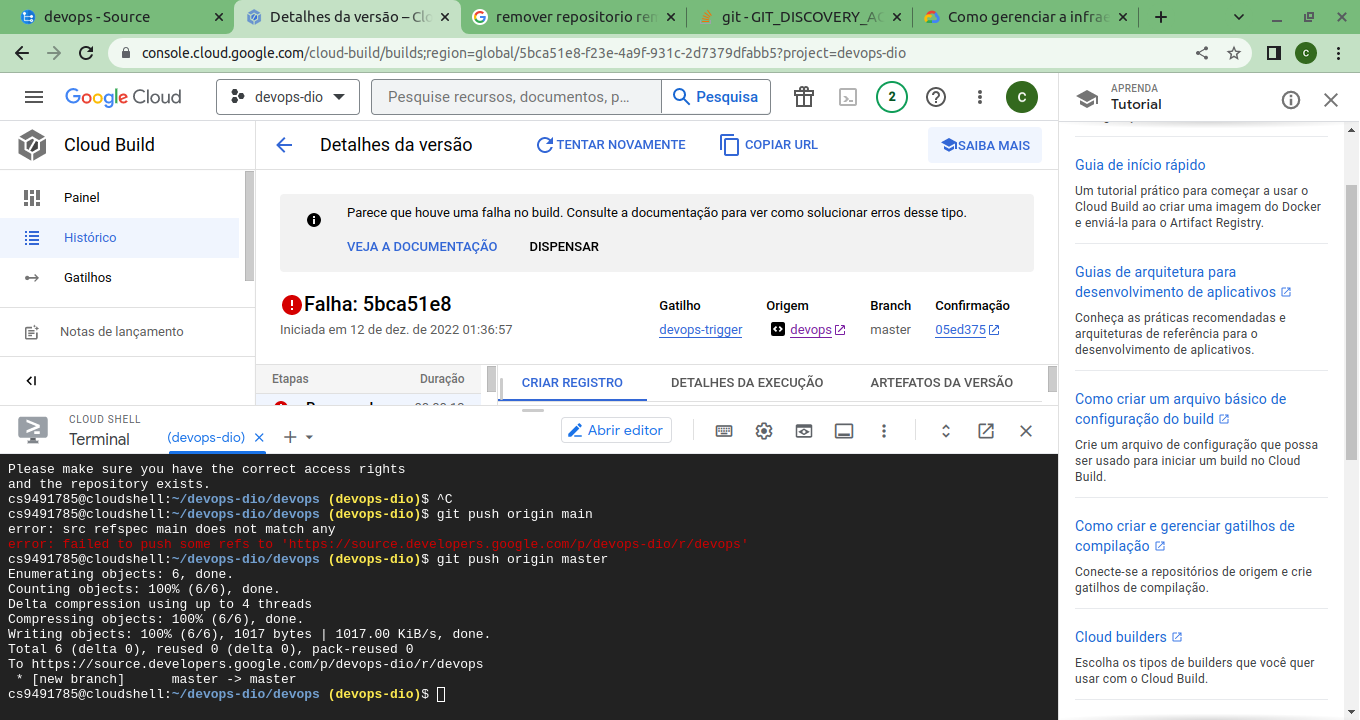 devops - Source
Detalhes da versão – Clo
remover repositorio rem
git - GIT_DISCOVERY_AC
Como gerenciar a infrae
console.cloud.google.com/cloud-build/builds;region=global/5bca51e8-f23e-4a9f-931c-2d7379dfabb5?project=devops-dio
C
Google Cloud
devops-dio
Pesquise recursos, documentos, p...
Pesquisa
2
C
APRENDA
Tutorial
Cloud Build
Detalhes da versão
TENTAR NOVAMENTE
COPIAR URL
SAIBA MAIS
Painel
Histórico
Gatilhos
Notas de lançamento
Parece que houve uma falha no build. Consulte a documentação para ver como solucionar erros desse tipo.
VEJA A DOCUMENTAÇÃO
DISPENSAR
Falha: 5bca51e8
Iniciada em 12 de dez. de 2022 01:36:57
Gatilho
devops-trigger
Origem
devops
Branch
master
Confirmação
05ed375
Etapas
Duração
CRIAR REGISTRO
DETALHES DA EXECUÇÃO
ARTEFATOS DA VERSÃO
CLOUD SHELL
Terminal
(devops-dio)
Abrir editor
Please make sure you have the correct access rights
and the repository exists.
cs9491785@cloudshell:~/devops-dio/devops (devops-dio)$ ^C
cs9491785@cloudshell:~/devops-dio/devops (devops-dio)$ git push origin main
error: src refspec main does not match any
error: failed to push some refs to 'https://source.developers.google.com/p/devops-dio/r/devops'
cs9491785@cloudshell:~/devops-dio/devops (devops-dio)$ git push origin master
Enumerating objects: 6, done.
Counting objects: 100% (6/6), done.
Delta compression using up to 4 threads
Compressing objects: 100% (6/6), done.
Writing objects: 100% (6/6), 1017 bytes | 1017.00 KiB/s, done.
Total 6 (delta 0), reused 0 (delta 0), pack-reused 0
To https://source.developers.google.com/p/devops-dio/r/devops
* [new branch]      master -> master
cs9491785@cloudshell:~/devops-dio/devops (devops-dio)$
Guia de início rápido
Um tutorial prático para começar a usar o
Cloud Build ao criar uma imagem do Docker
e enviá-la para o Artifact Registry.
Guias de arquitetura para
desenvolvimento de aplicativos
Conheça as práticas recomendadas e
arquiteturas de referência para o
desenvolvimento de aplicativos.
Como criar um arquivo básico de
configuração do build
Crie um arquivo de configuração que possa
ser usado para iniciar um build no Cloud
Build.
Como criar e gerenciar gatilhos de
compilação
Conecte-se a repositórios de origem e crie
gatilhos de compilação.
Cloud builders
Escolha os tipos de builders que você quer
usar com o Cloud Build.